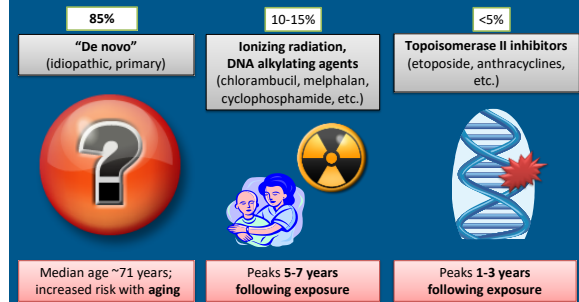 85%
“De novo”
(idiopathic, primary)
Median age ~71 years;
increased risk with aging
10-15%
Ionizing radiation,
DNA alkylating agents
(chlorambucil, melphalan,
cyclophosphamide, etc.)
Peaks 5-7 years
following exposure
<5%
Topoisomerase II inhibitors
(etoposide, anthracyclines,
etc.)
Peaks 1-3 years
following exposure